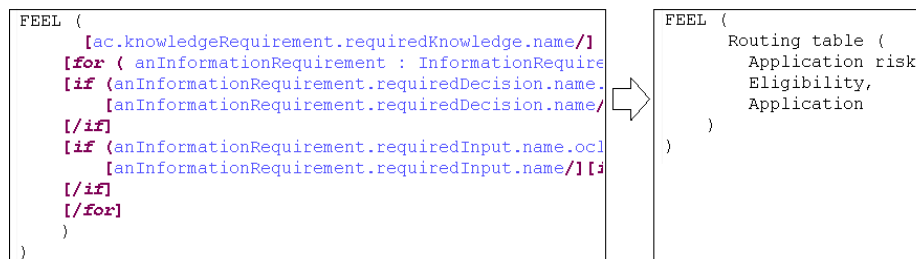 FEEL (
[ac.knowledgeRequirement.requiredKnowledge.name/]
[for ( anInformationRequirement : InformationRequire
[if (anInformationRequirement.requiredDecision.name.
[anInformationRequirement.requiredDecision.name/
[/if]
[if (anInformationRequirement.requiredInput.name.ocl
[anInformationRequirement.requiredInput.name/][i
[/if]
[/for]
)
)
FEEL (
Routing table (
Application risk
Eligibility,
Application
)
)